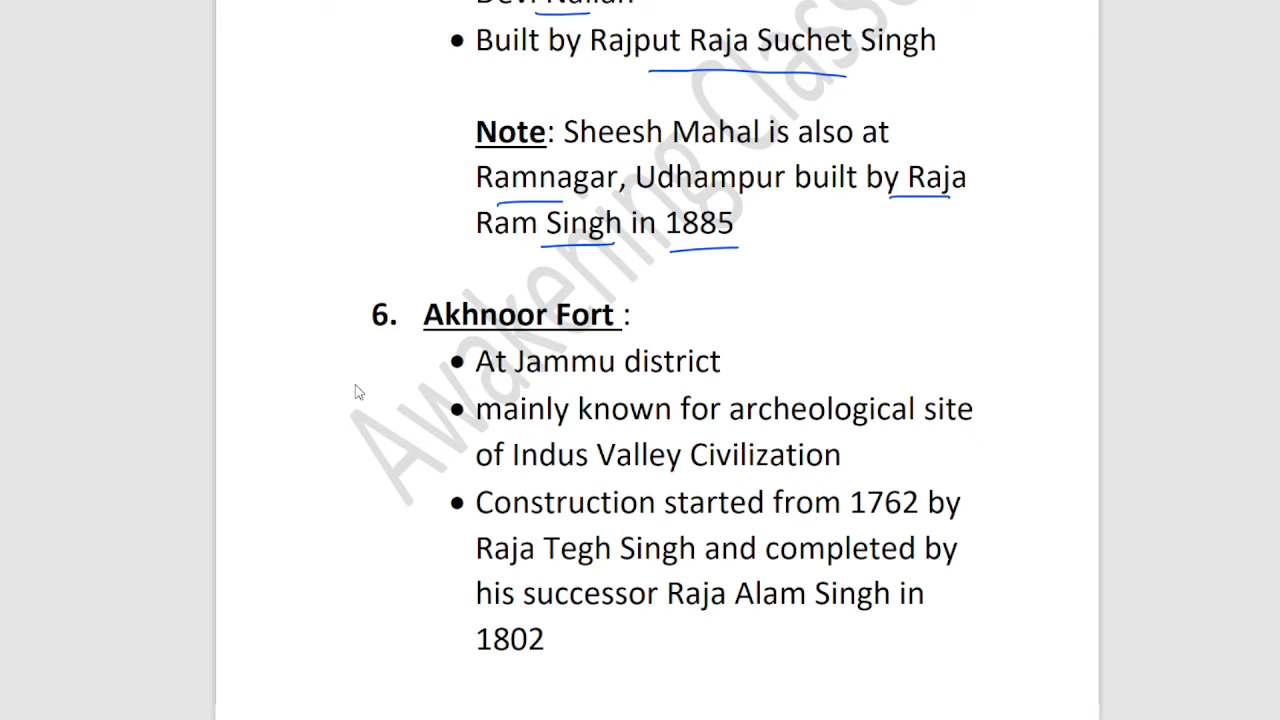 • Built by Rajput Raja Suchet Singh
Note: Sheesh Mahal is also at
Ramnagar, Udhampur built by Raja
Ram Singh in 1885
6. Akhnoor Fort :
• At Jammu district
• mainly known for archeological site
of Indus Valley Civilization
• Construction started from 1762 by
Raja Tegh Singh and completed by
his successor Raja Alam Singh in
1802
Awakening Classes